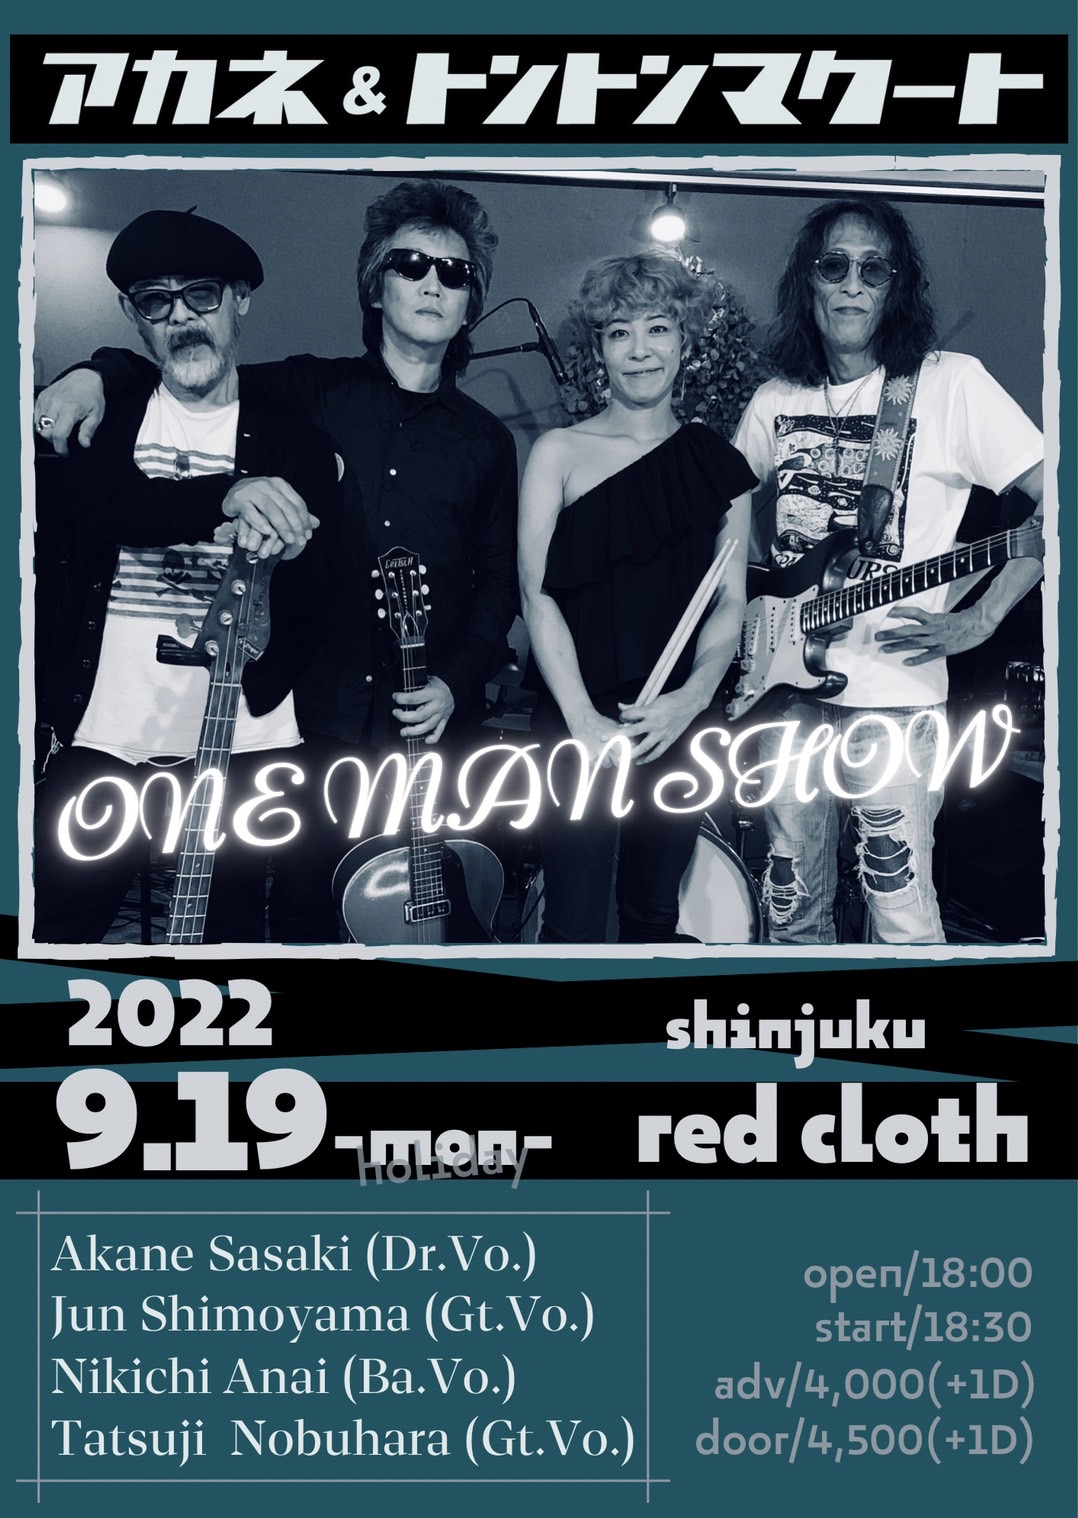 アカネ&トントンマクート
GRETSCH
URS
ONE MAN SHOW
2022
9.19-mon-
holiday
shinjuku
red cloth
Akane Sasaki (Dr.Vo.)
Jun Shimoyama (Gt.Vo.)
Nikichi Anai (Ba.Vo.)
Tatsuji Nobuhara (Gt.Vo.)
open/18:00
start/18:30
adv/4,000(+1D)
door/4,500(+1D)